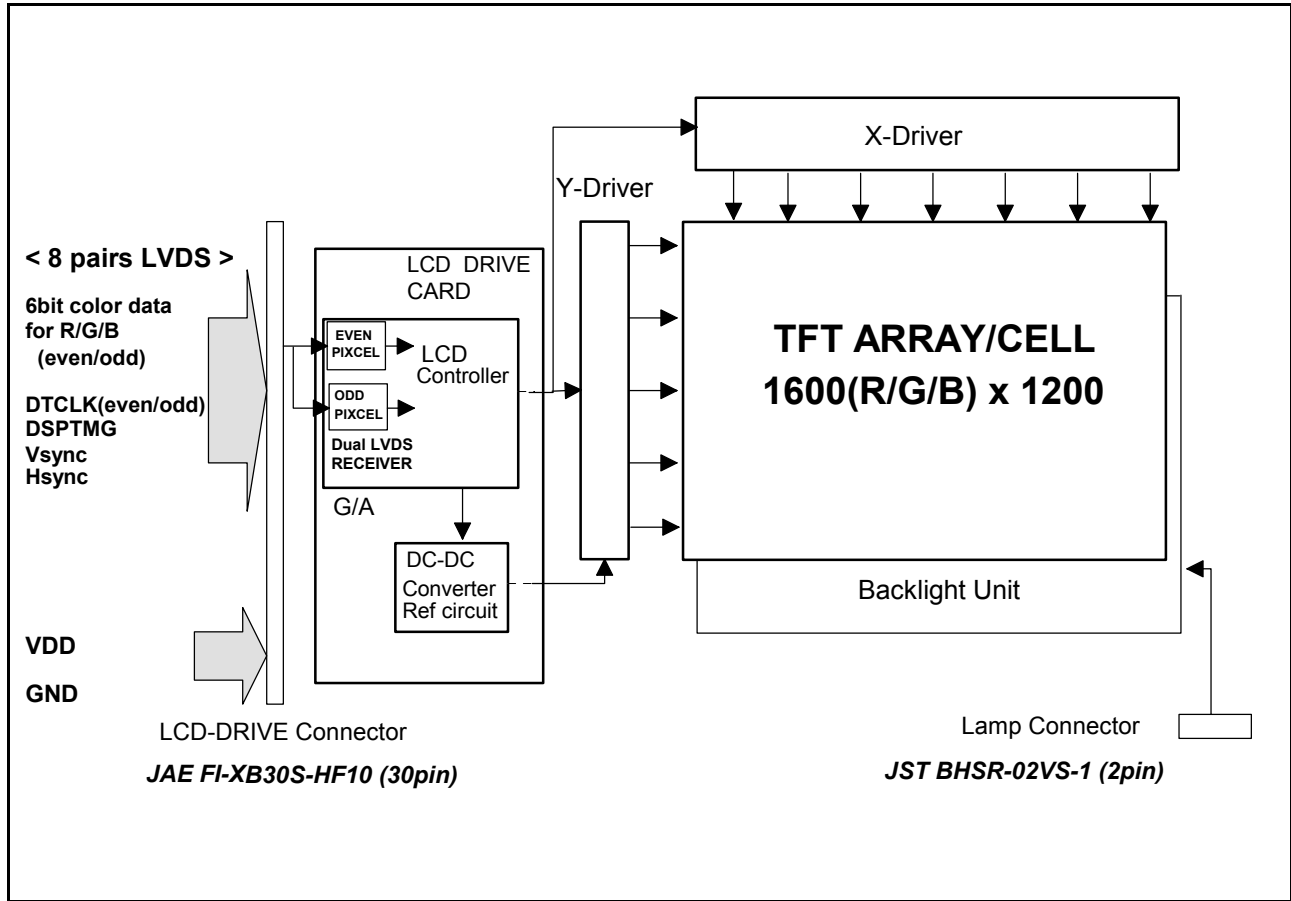 X-Driver
Y-Driver
< 8 pairs LVDS >
6bit color data
for R/G/B
(even/odd)
DTCLK(even/odd)
DSPTMG
Vsync
Hsync
VDD
GND
LCD DRIVE
CARD
EVEN
PIXCEL
LCD
Controller
ODD
PIXCEL
Dual LVDS
RECEIVER
G/A
DC-DC
Converter
Ref circuit
TFT ARRAY/CELL
1600(R/G/B) x 1200
Backlight Unit
LCD-DRIVE Connector
JAE FI-XB30S-HF10 (30pin)
Lamp Connector
JST BHSR-02VS-1 (2pin)